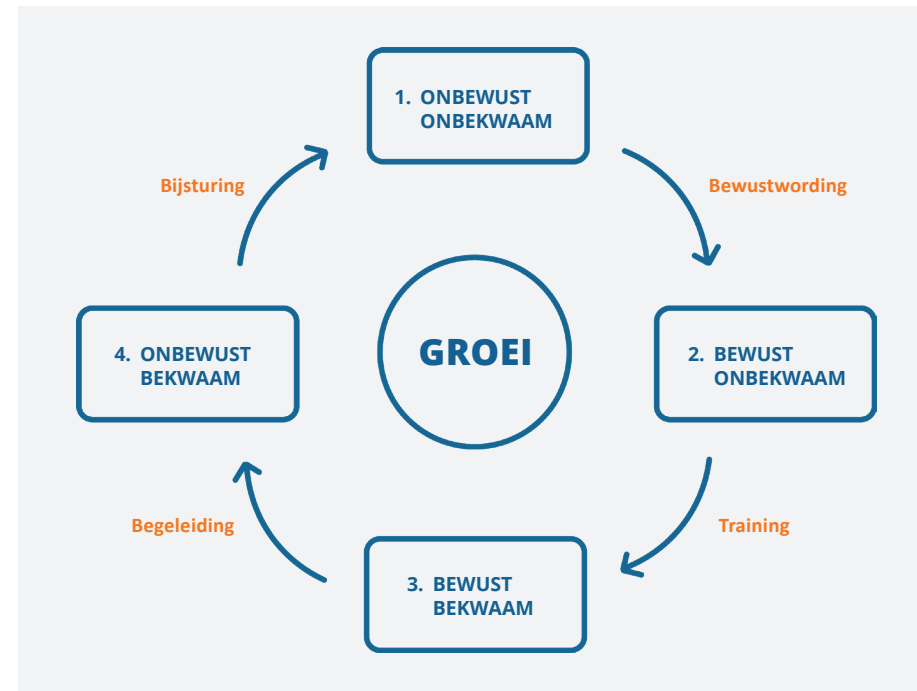 1. ONBEWUST
ONBEKWAAM
Bijsturing
Bewustwording
GROEI
4. ONBEWUST
BEKWAAM
2. BEWUST
ONBEKWAAM
Begeleiding
Training
3. BEWUST
BEKWAAM